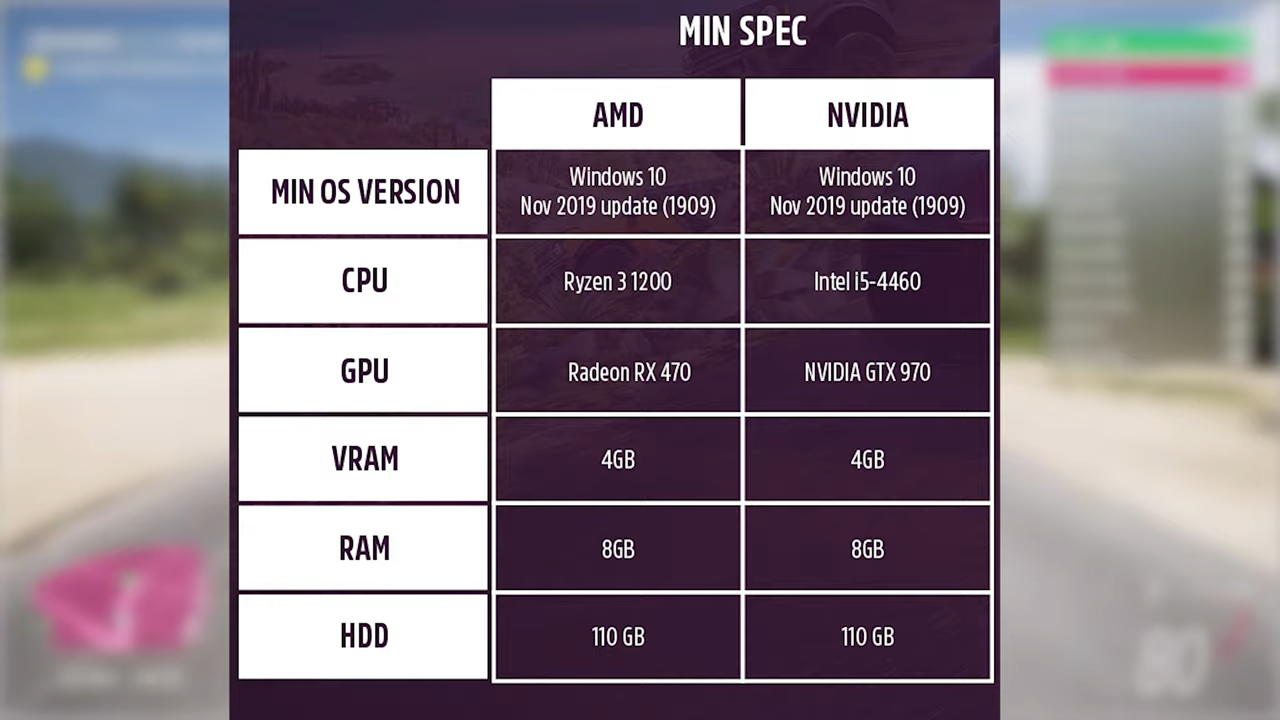 MIN SPEC
AMD
NVIDIA
MIN OS VERSION
Windows 10
Nov 2019 update (1909)
Windows 10
Nov 2019 update (1909)
CPU
Ryzen 3 1200
Intel i5-4460
GPU
Radeon RX 470
NVIDIA GTX 970
VRAM
4GB
4GB
RAM
8GB
8GB
HDD
110 GB
110 GB
80